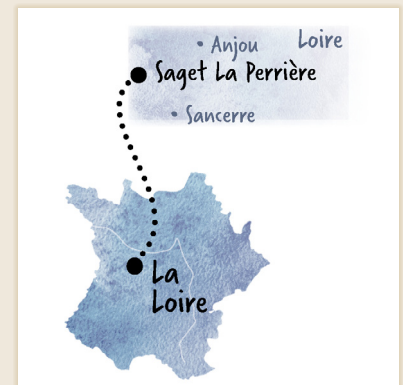 • Anjou
Loire
Saget La Perrière
• Sancerre
La
Loire